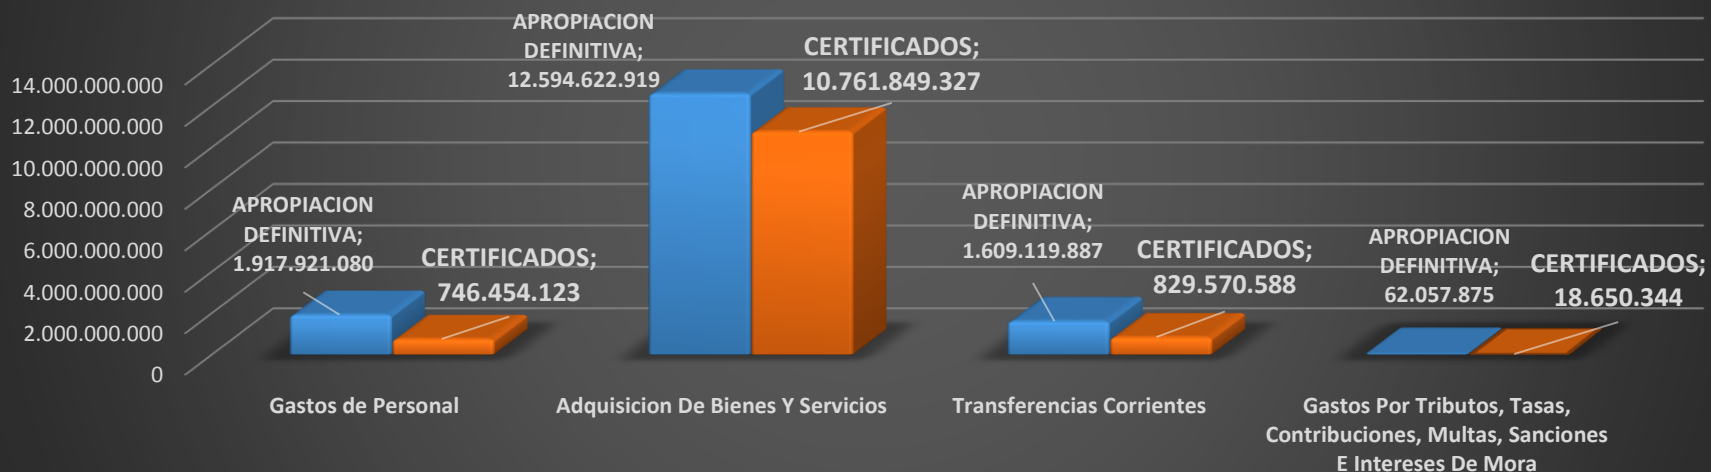 14.000.000.000
12.000.000.000
10.000.000.000
8.000.000.000
6.000.000.000
4.000.000.000
2.000.000.000
0
APROPIACION
DEFINITIVA;
1.917.921.080
CERTIFICADOS;
746.454.123
APROPIACION
DEFINITIVA;
12.594.622.919
CERTIFICADOS;
10.761.849.327
APROPIACION
DEFINITIVA;
1.609.119.887
CERTIFICADOS;
829.570.588
APROPIACION
DEFINITIVA;
62.057.875
CERTIFICADOS;
18.650.344
Gastos de Personal
Adquisicion De Bienes Y Servicios
Transferencias Corrientes
Gastos Por Tributos, Tasas,
Contribuciones, Multas, Sanciones
E Intereses De Mora